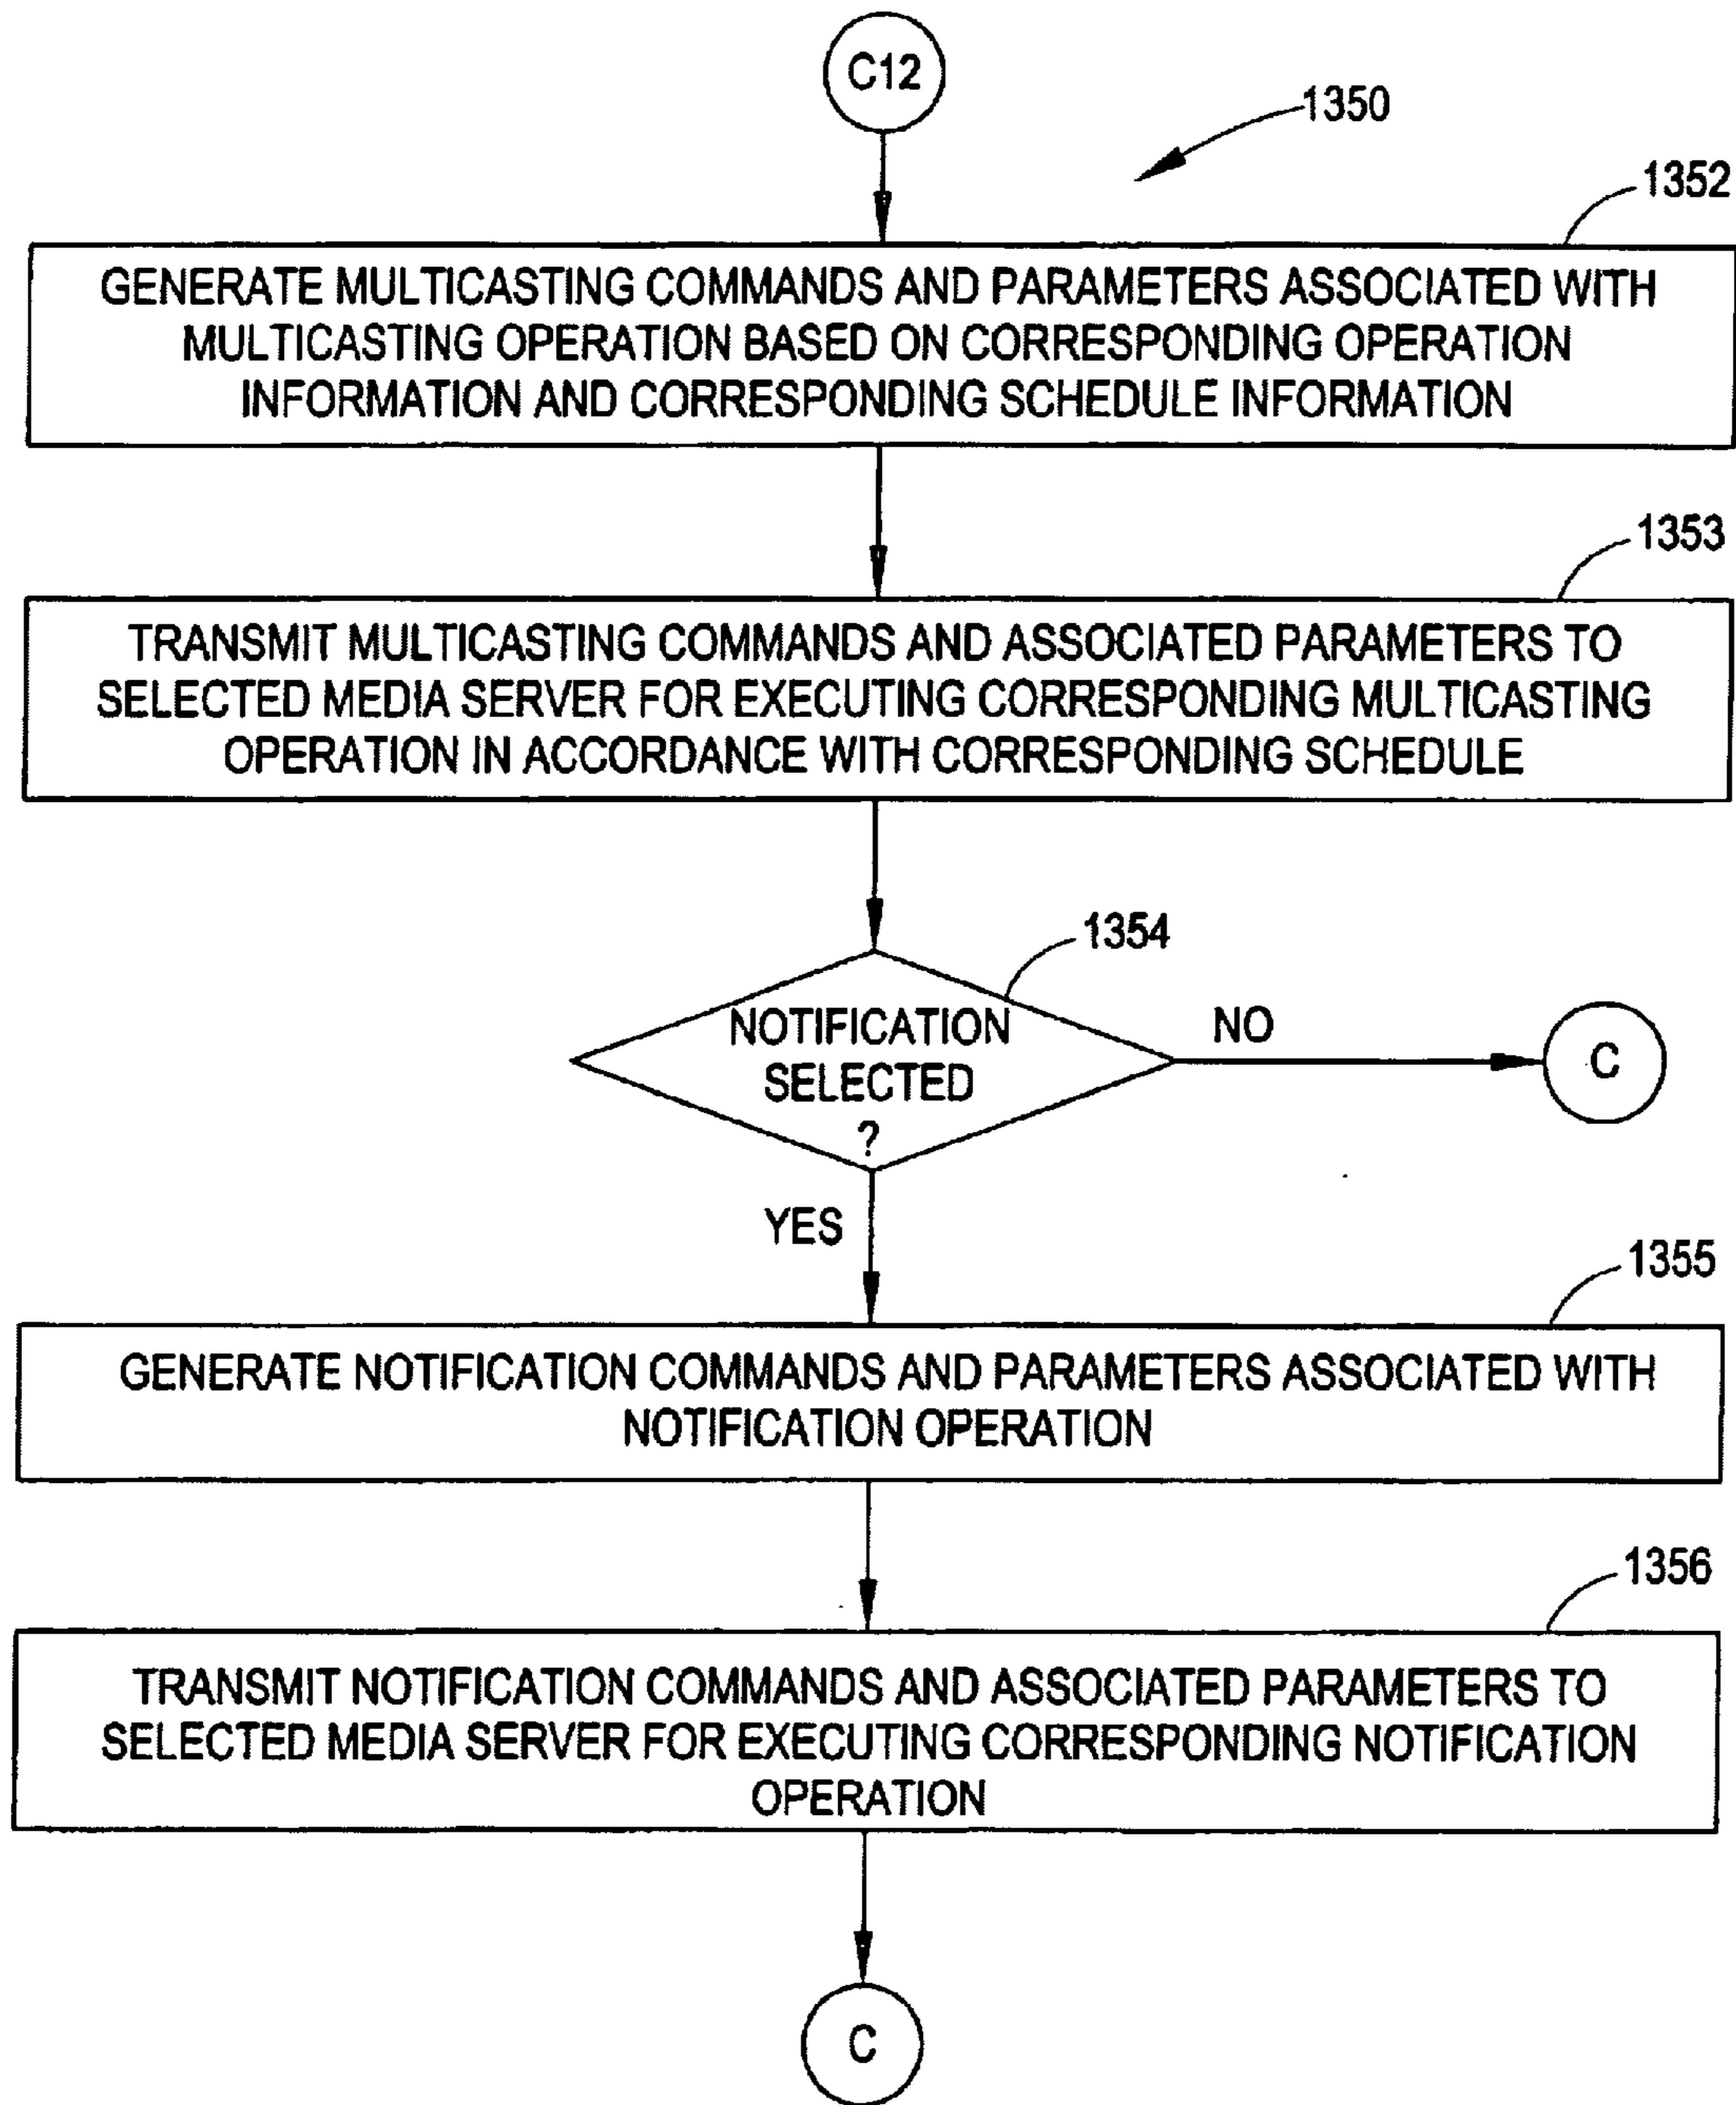 C12
1350
1352
GENERATE MULTICASTING COMMANDS AND PARAMETERS ASSOCIATED WITH
MULTICASTING OPERATION BASED ON CORRESPONDING OPERATION
INFORMATION AND CORRESPONDING SCHEDULE INFORMATION
1353
TRANSMIT MULTICASTING COMMANDS AND ASSOCIATED PARAMETERS TO
SELECTED MEDIA SERVER FOR EXECUTING CORRESPONDING MULTICASTING
OPERATION IN ACCORDANCE WITH CORRESPONDING SCHEDULE
1354
NOTIFICATION
SELECTED
?
NO
C
YES
1355
GENERATE NOTIFICATION COMMANDS AND PARAMETERS ASSOCIATED WITH
NOTIFICATION OPERATION
1356
TRANSMIT NOTIFICATION COMMANDS AND ASSOCIATED PARAMETERS TO
SELECTED MEDIA SERVER FOR EXECUTING CORRESPONDING NOTIFICATION
OPERATION
C